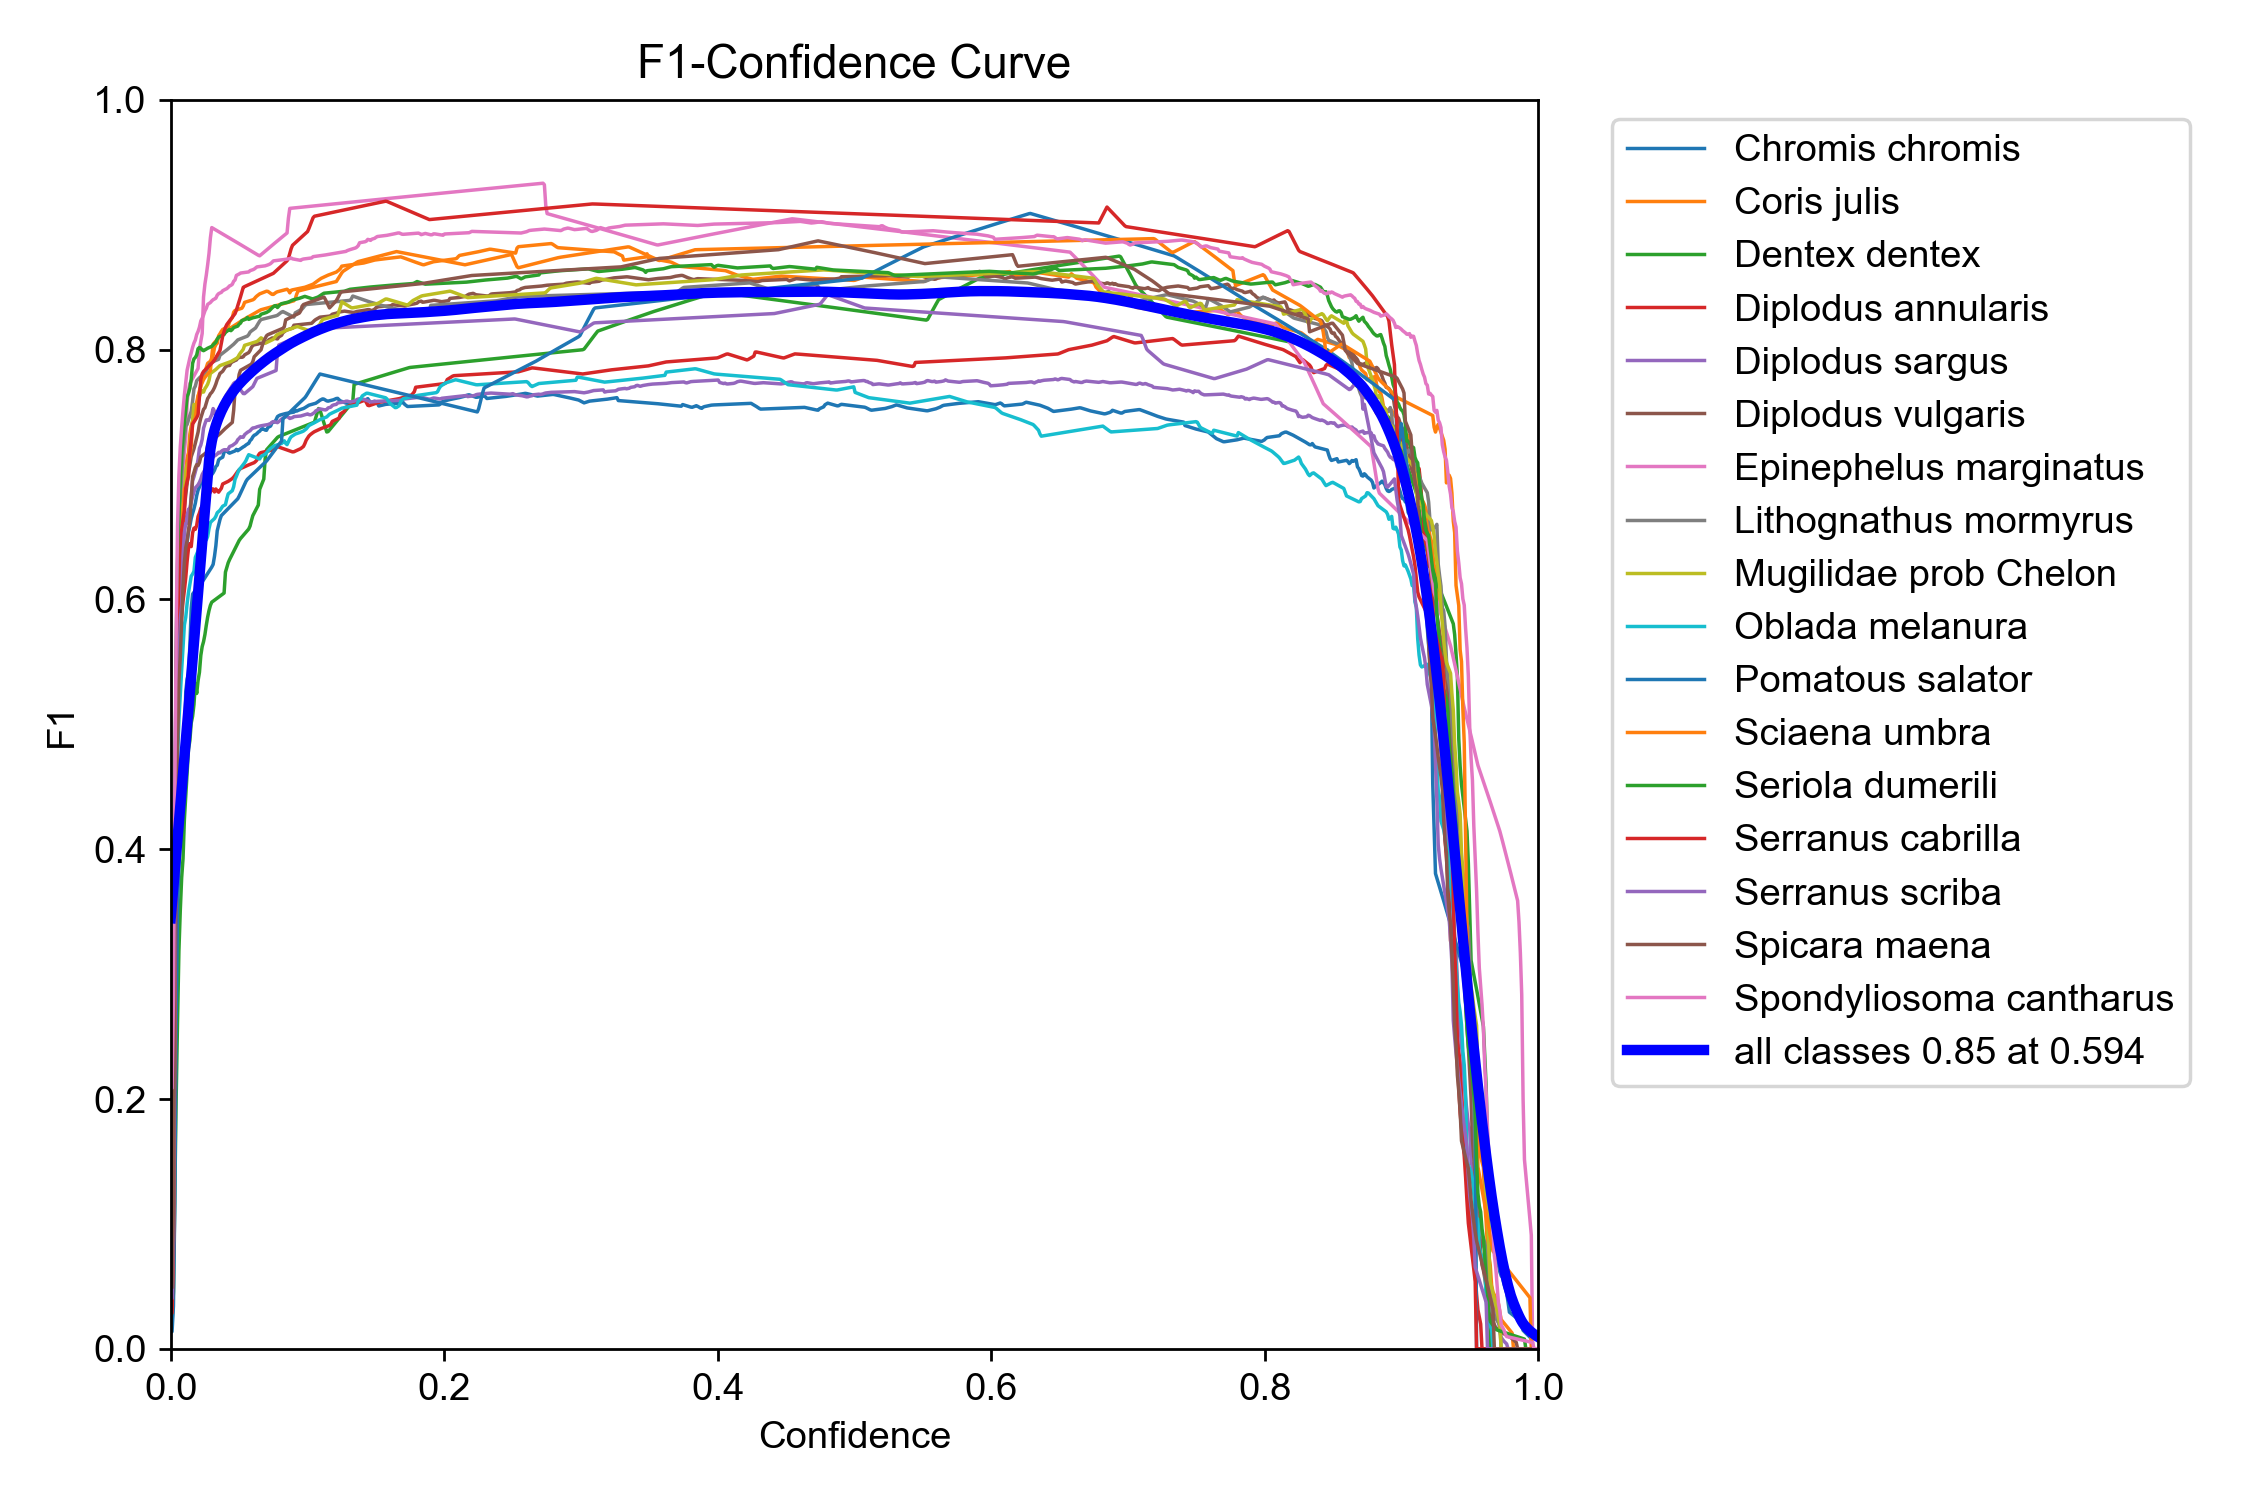 F1-Confidence Curve
1.0
0.8
0.6
0.4
0.2
0.0
F1
0.0 0.2 0.4 0.6 0.8 1.0
Confidence
Chromis chromis
Coris julis
Dentex dentex
Diplodus annularis
Diplodus sargus
Diplodus vulgaris
Epinephelus marginatus
Lithognathus mormyrus
Mugilidae prob Chelon
Oblada melanura
Pomatous salator
Sciaena umbra
Seriola dumerili
Serranus cabrilla
Serranus scriba
Spicara maena
Spondyliosoma cantharus
all classes 0.85 at 0.594